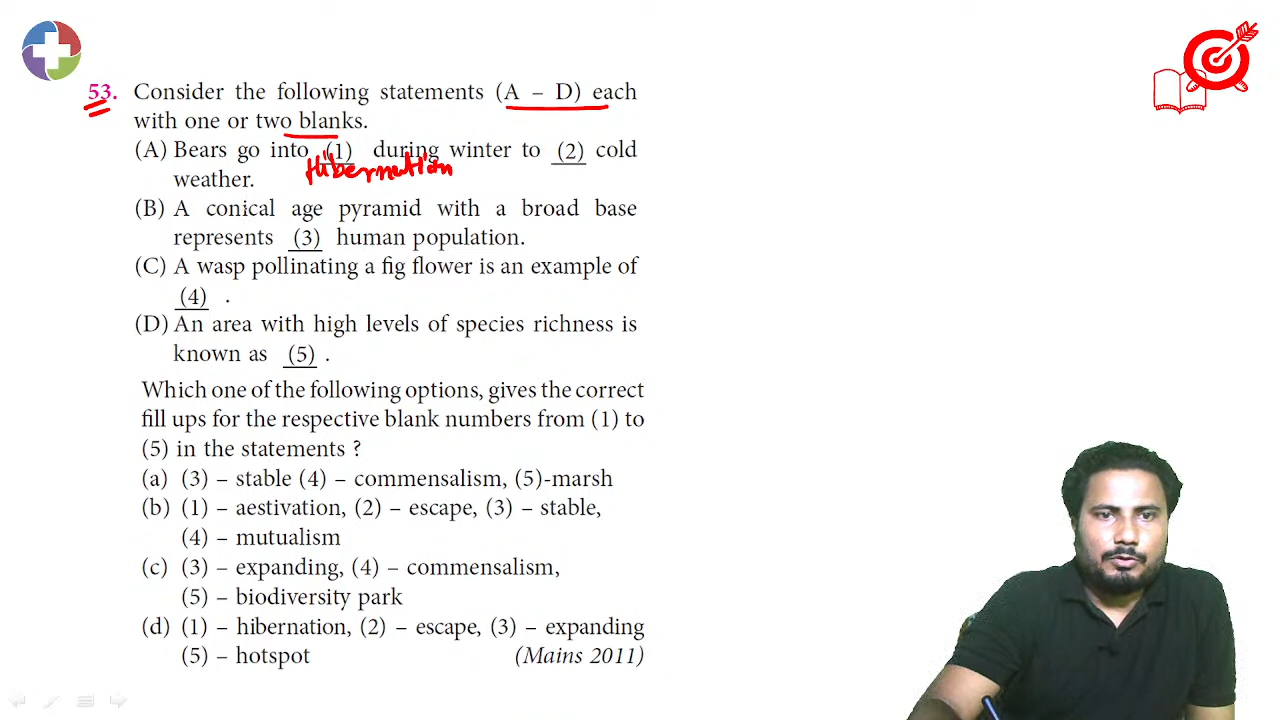 53. Consider the following statements (A – D) each
with one or two blanks.
(A) Bears go into (1) during winter to (2) cold
Hibernation
weather.
(B) A conical age pyramid with a broad base
represents (3) human population.
(C) A wasp pollinating a fig flower is an example of
(4) .
(D) An area with high levels of species richness is
known as (5) .
Which one of the following options, gives the correct
fill ups for the respective blank numbers from (1) to
(5) in the statements ?
(a) (3) – stable (4) – commensalism, (5)-marsh
(b) (1) – aestivation, (2) – escape, (3) – stable,
(4) – mutualism
(c) (3) – expanding, (4) – commensalism,
(5) – biodiversity park
(d) (1) – hibernation, (2) – escape, (3) – expanding
(5) – hotspot (Mains 2011)